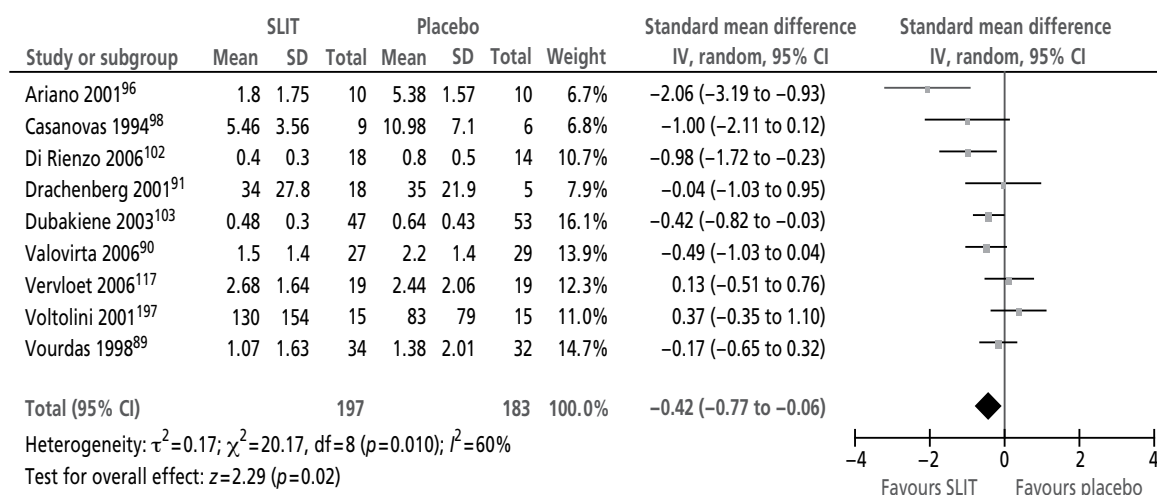 SLIT Placebo Standard mean difference Standard mean difference
Study or subgroup Mean SD Total Mean SD Total Weight IV, random, 95% CI IV, random, 95% CI
Ariano 2001⁹⁶ 1.8 1.75 10 5.38 1.57 10 6.7% −2.06 (−3.19 to −0.93)
Casanovas 1994⁹⁸ 5.46 3.56 9 10.98 7.1 6 6.8% −1.00 (−2.11 to 0.12)
Di Rienzo 2006¹⁰² 0.4 0.3 18 0.8 0.5 14 10.7% −0.98 (−1.72 to −0.23)
Drachenberg 2001⁹¹ 34 27.8 18 35 21.9 5 7.9% −0.04 (−1.03 to 0.95)
Dubakiene 2003¹⁰³ 0.48 0.3 47 0.64 0.43 53 16.1% −0.42 (−0.82 to −0.03)
Valovirta 2006⁹⁰ 1.5 1.4 27 2.2 1.4 29 13.9% −0.49 (−1.03 to 0.04)
Vervloet 2006¹¹⁷ 2.68 1.64 19 2.44 2.06 19 12.3% 0.13 (−0.51 to 0.76)
Voltolini 2001¹⁹⁷ 130 154 15 83 79 15 11.0% 0.37 (−0.35 to 1.10)
Vourdas 1998⁸⁹ 1.07 1.63 34 1.38 2.01 32 14.7% −0.17 (−0.65 to 0.32)
Total (95% CI) 197 183 100.0% −0.42 (−0.77 to −0.06)
Heterogeneity: τ²=0.17; χ²=20.17, df=8 (p=0.010); I²=60%
Test for overall effect: z=2.29 (p=0.02)
−4 −2 0 2 4
Favours SLIT Favours placebo